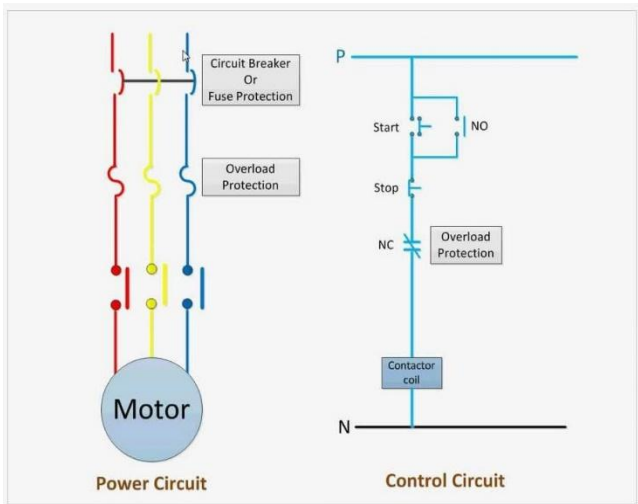 Circuit Breaker
Or
Fuse Protection
Overload
Protection
Motor
Power Circuit
P
Start
NO
Stop
NC
Overload
Protection
Contactor
coil
N
Control Circuit